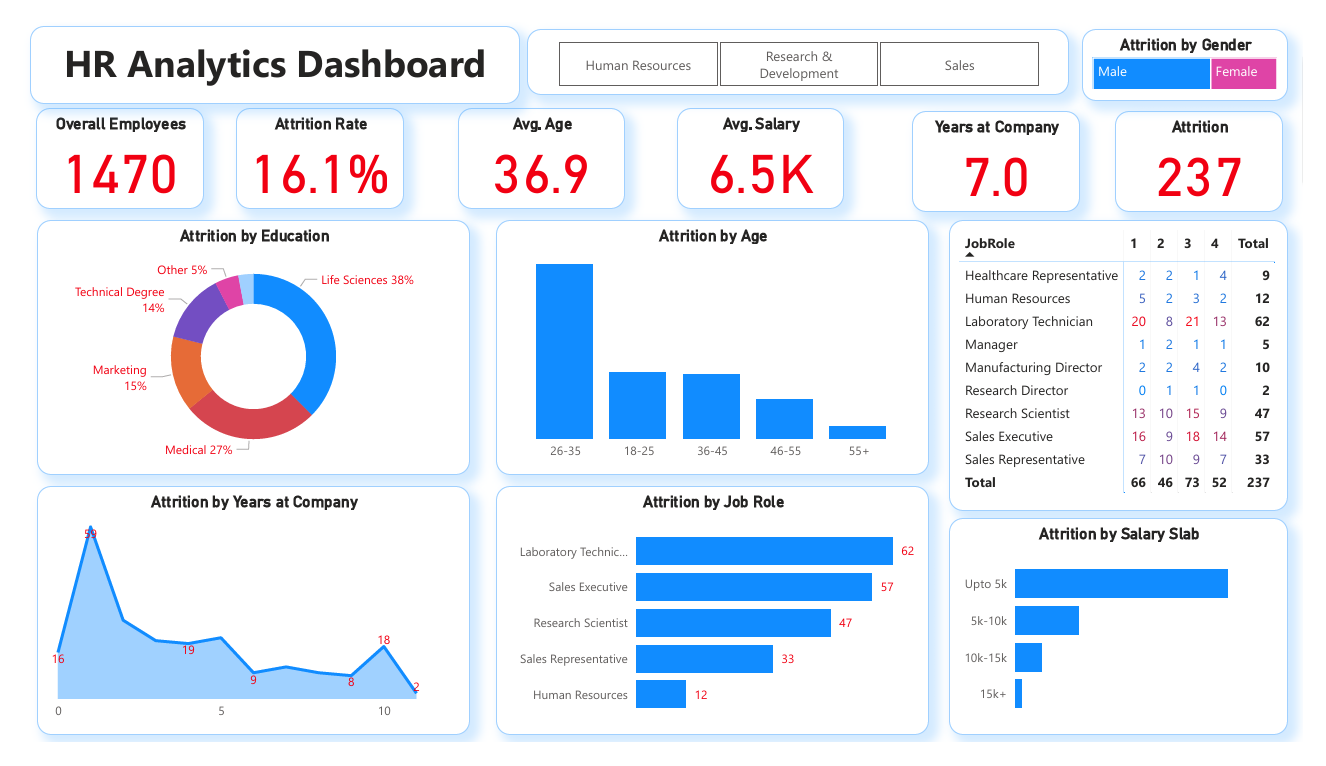 HR Analytics Dashboard
Human Resources
Research &
Development
Sales
Attrition by Gender
Male
Female
Overall Employees
1470
Attrition Rate
16.1%
Avg. Age
36.9
Avg. Salary
6.5K
Years at Company
7.0
Attrition
237
Attrition by Education
Other 5%
Life Sciences 38%
Technical Degree
14%
Marketing
15%
Medical 27%
Attrition by Age
26-35
18-25
36-45
46-55
55+
JobRole 1 2 3 4 Total
Healthcare Representative 2 2 1 4 9
Human Resources 5 2 3 2 12
Laboratory Technician 20 8 21 13 62
Manager 1 2 1 1 5
Manufacturing Director 2 2 4 2 10
Research Director 0 1 1 0 2
Research Scientist 13 10 15 9 47
Sales Executive 16 9 18 14 57
Sales Representative 7 10 9 7 33
Total 66 46 73 52 237
Attrition by Years at Company
59
16
19
9
8
18
2
0
5
10
Attrition by Job Role
Laboratory Technic... 62
Sales Executive 57
Research Scientist 47
Sales Representative 33
Human Resources 12
Attrition by Salary Slab
Upto 5k
5k-10k
10k-15k
15k+